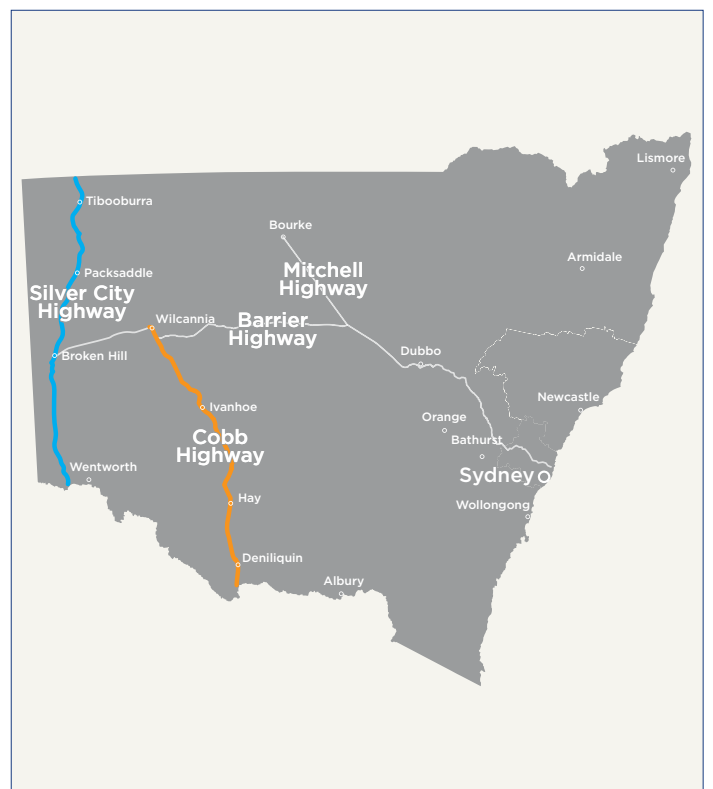 Lismore
Tibooburra
Bourke
Armidale
Packsaddle
Mitchell
Highway
Silver City
Highway
Wilcannia
Barrier
Highway
Broken Hill
Dubbo
Newcastle
Ivanhoe
Orange
Cobb
Highway
Bathurst
Wentworth
Sydney
Hay
Wollongong
Deniliquin
Albury